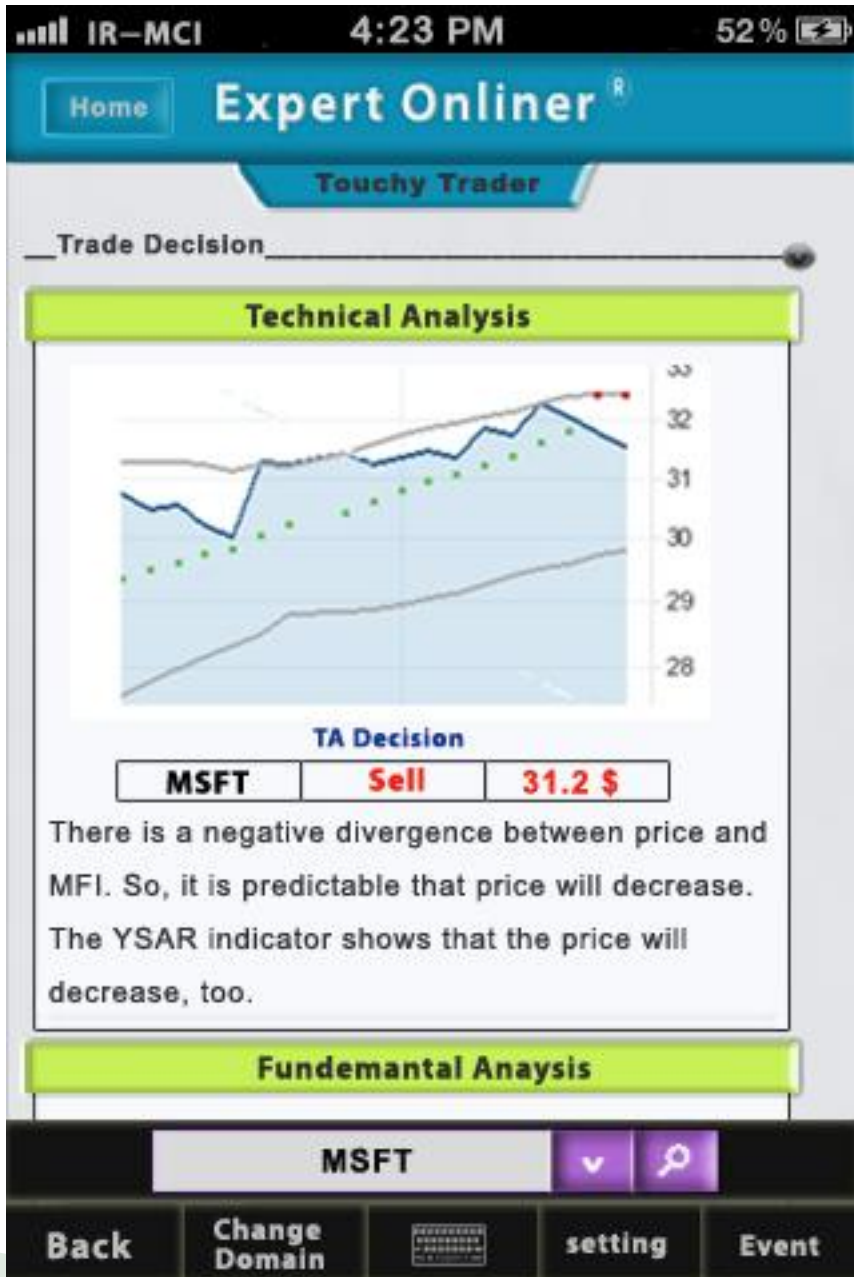 IR-MCI 4:23 PM 52%
Home Expert Onliner ®
Touchy Trader
Trade Decision
Technical Analysis
33
32
31
30
29
28
TA Decision
MSFT Sell 31.2 $
There is a negative divergence between price and
MFI. So, it is predictable that price will decrease.
The YSAR indicator shows that the price will
decrease, too.
Fundemantal Anaysis
MSFT
Back Change Domain setting Event